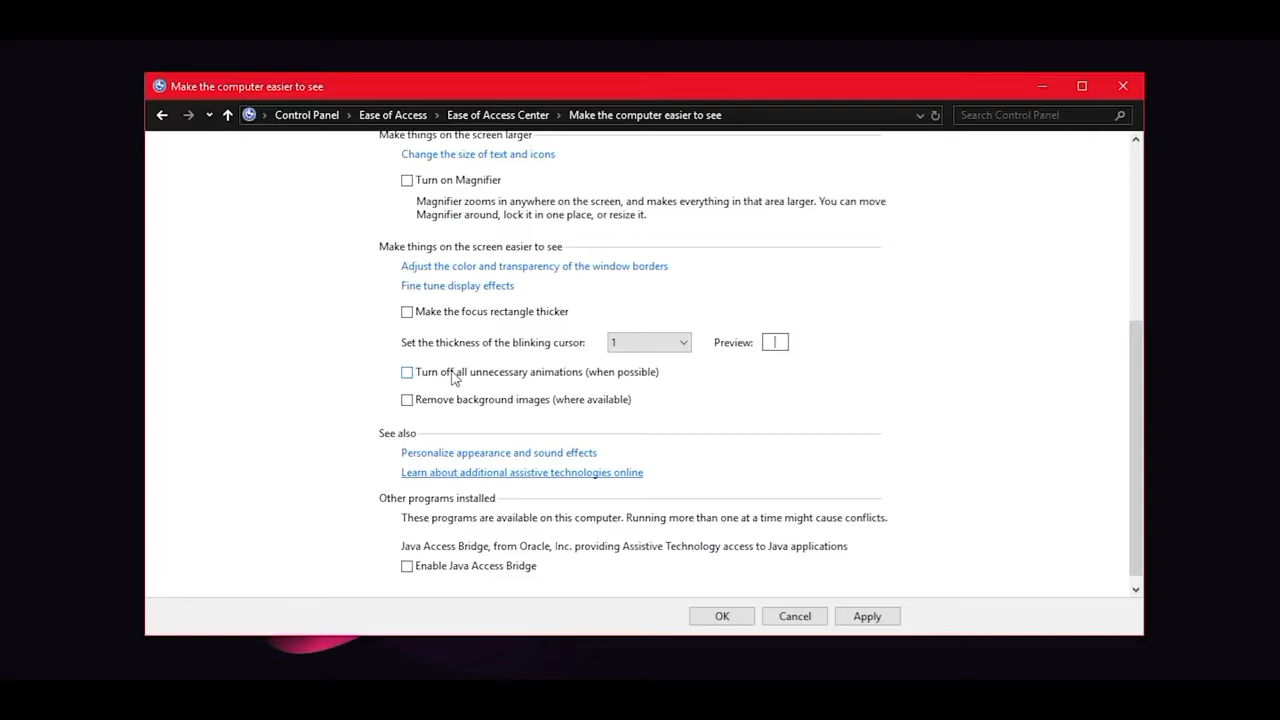 Make the computer easier to see
Control Panel > Ease of Access > Ease of Access Center > Make the computer easier to see
Search Control Panel
Make things on the screen larger
Change the size of text and icons
Turn on Magnifier
Magnifier zooms in anywhere on the screen, and makes everything in that area larger. You can move
Magnifier around, lock it in one place, or resize it.
Make things on the screen easier to see
Adjust the color and transparency of the window borders
Fine tune display effects
Make the focus rectangle thicker
Set the thickness of the blinking cursor: 1 Preview:
Turn off all unnecessary animations (when possible)
Remove background images (where available)
See also
Personalize appearance and sound effects
Learn about additional assistive technologies online
Other programs installed
These programs are available on this computer. Running more than one at a time might cause conflicts.
Java Access Bridge, from Oracle, Inc. providing Assistive Technology access to Java applications
Enable Java Access Bridge
OK Cancel Apply